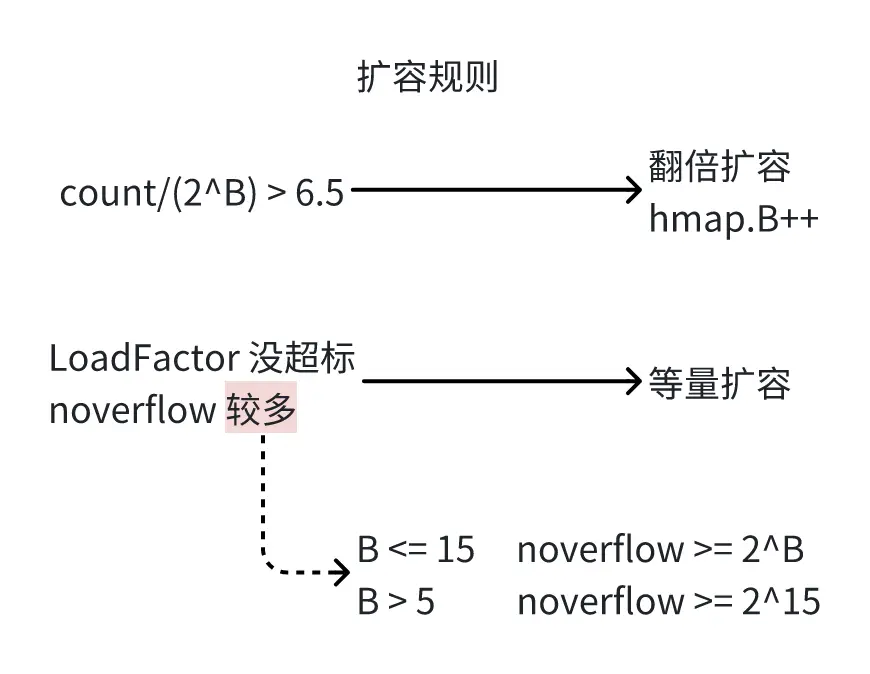 扩容规则
count/(2^B) > 6.5
翻倍扩容
hmap.B++
LoadFactor 没超标
noverflow 较多
等量扩容
B <= 15 noverflow >= 2^B
B > 5 noverflow >= 2^15